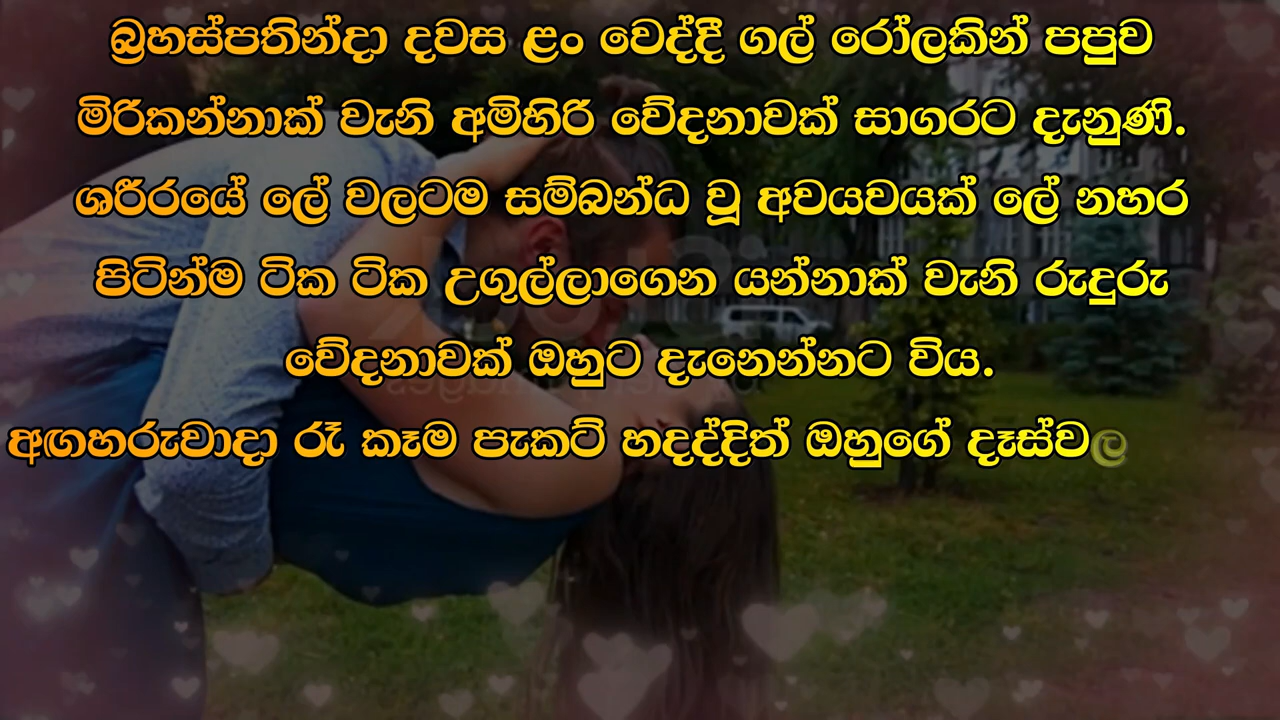 බ්‍රහස්පතින්දා දවස ළං වෙද්දී ගල් රෝලකින් පපුව
මිරිකන්නාක් වැනි අමිහිරි වේදනාවක් සාගරට දැනුණි.
ශරීරයේ ලේ වලටම සම්බන්ධ වූ අවයවයක් ලේ නහර
පිටින්ම ටික ටික උගුල්ලාගෙන යන්නාක් වැනි රුදුරු
වේදනාවක් ඔහුට දැනෙන්නට විය.
අඟහරුවාදා රෑ කෑම පැකට් හදද්දිත් ඔහුගේ දෑස්වල